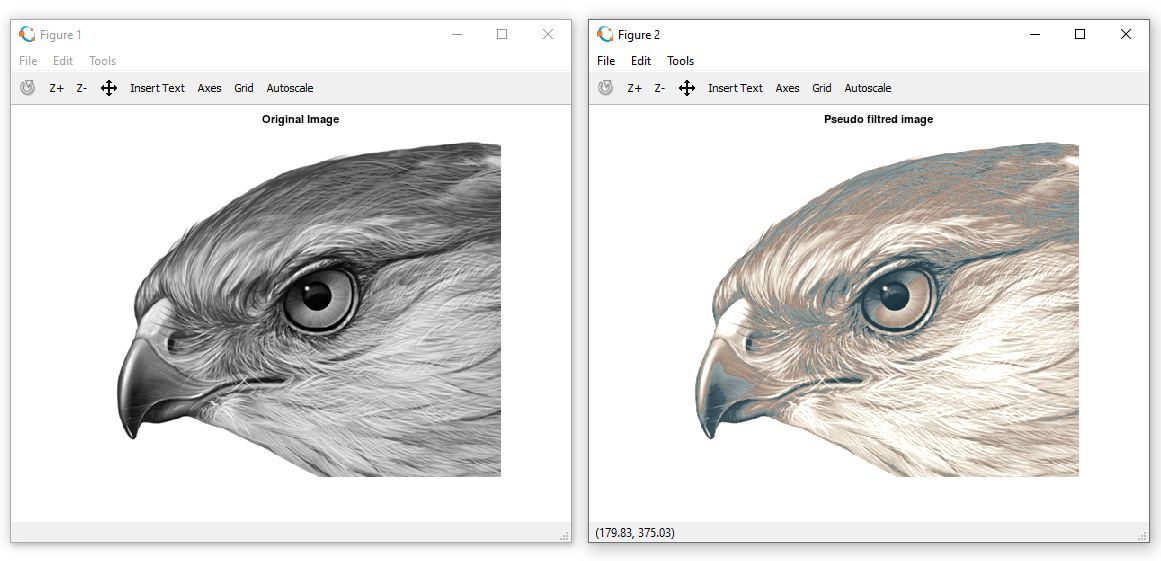 Figure 1
File Edit Tools
Z+ Z- Insert Text Axes Grid Autoscale
Original Image
Figure 2
File Edit Tools
Z+ Z- Insert Text Axes Grid Autoscale
Pseudo filtred image
(179.83, 375.03)